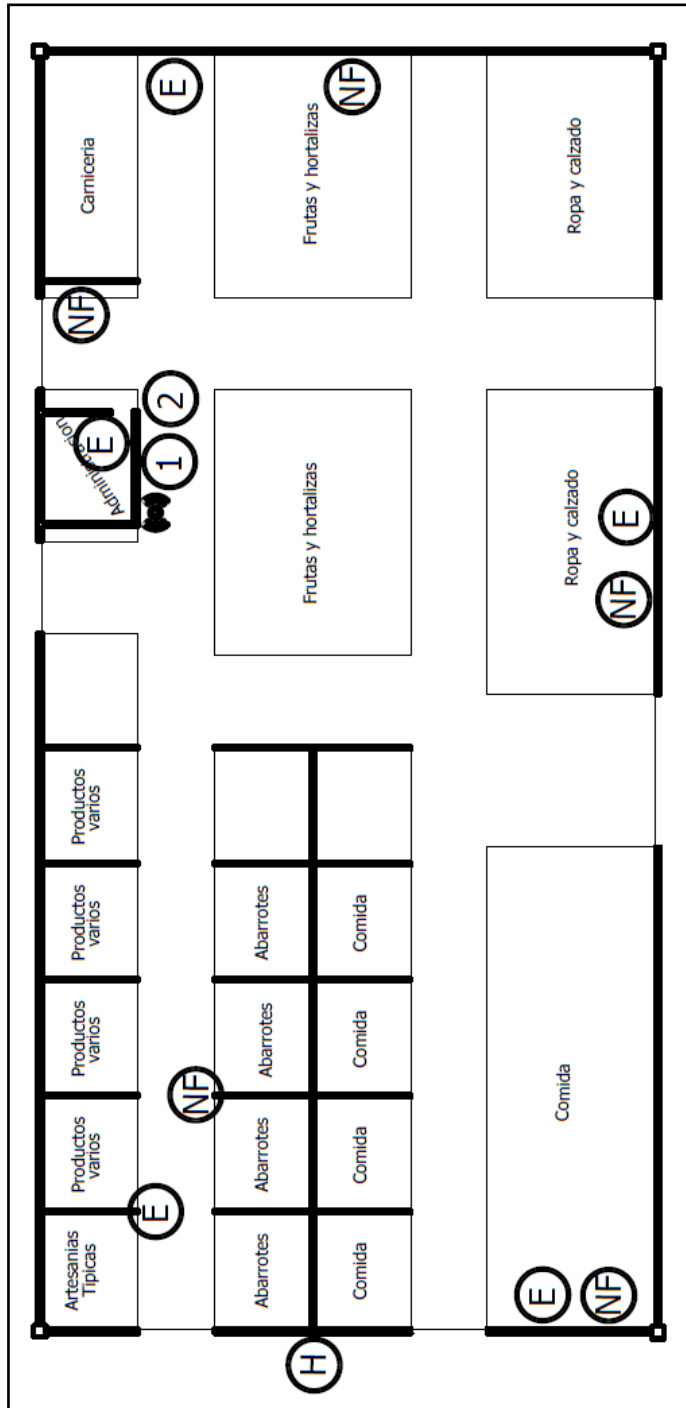 Artesanias
Tipicas
Productos
varios
Productos
varios
Productos
varios
Productos
varios
Administracion
E
NF
Carniceria
E
1
2
E
NF
Abarrotes
Abarrotes
Abarrotes
Abarrotes
H
Frutas y hortalizas
Frutas y hortalizas
NF
Comida
Comida
Comida
Comida
E
NF
Comida
Ropa y calzado
NF
E
Ropa y calzado